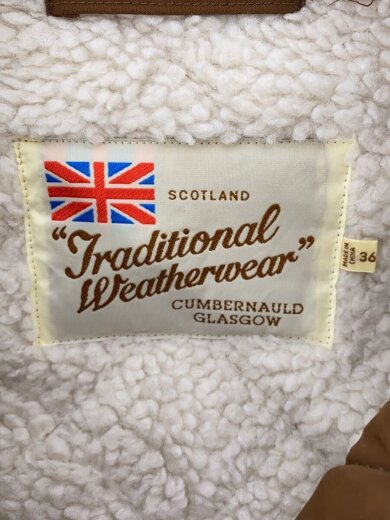 SCOTLAND
"Traditional
Weatherwear"
CUMBERNAULD
GLASGOW
MADE IN
CHINA
36